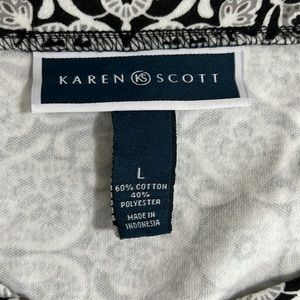 KAREN KS SCOTT
L
60% COTTON
40%
POLYESTER
MADE IN
INDONESIA